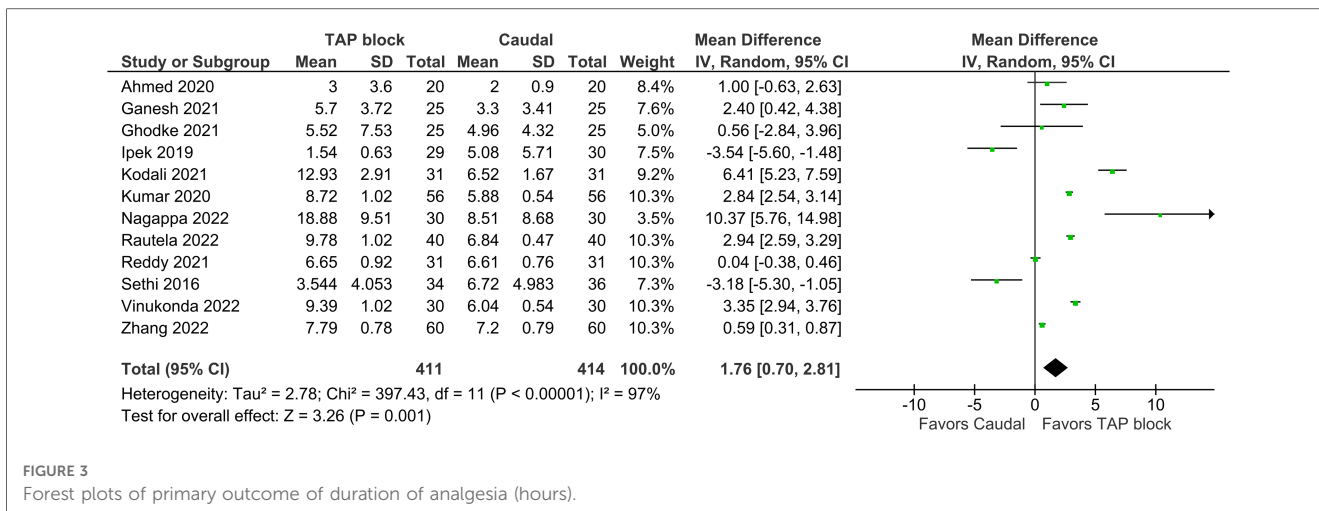 TAP block Caudal Mean Difference Mean Difference
Study or Subgroup Mean SD Total Mean SD Total Weight IV, Random, 95% CI IV, Random, 95% CI
Ahmed 2020 3 3.6 20 2 0.9 20 8.4% 1.00 [-0.63, 2.63]
Ganesh 2021 5.7 3.72 25 3.3 3.41 25 7.6% 2.40 [0.42, 4.38]
Ghodke 2021 5.52 7.53 25 4.96 4.32 25 5.0% 0.56 [-2.84, 3.96]
Ipek 2019 1.54 0.63 29 5.08 5.71 30 7.5% -3.54 [-5.60, -1.48]
Kodali 2021 12.93 2.91 31 6.52 1.67 31 9.2% 6.41 [5.23, 7.59]
Kumar 2020 8.72 1.02 56 5.88 0.54 56 10.3% 2.84 [2.54, 3.14]
Nagappa 2022 18.88 9.51 30 8.51 8.68 30 3.5% 10.37 [5.76, 14.98]
Rautela 2022 9.78 1.02 40 6.84 0.47 40 10.3% 2.94 [2.59, 3.29]
Reddy 2021 6.65 0.92 31 6.61 0.76 31 10.3% 0.04 [-0.38, 0.46]
Sethi 2016 3.544 4.053 34 6.72 4.983 36 7.3% -3.18 [-5.30, -1.05]
Vinukonda 2022 9.39 1.02 30 6.04 0.54 30 10.3% 3.35 [2.94, 3.76]
Zhang 2022 7.79 0.78 60 7.2 0.79 60 10.3% 0.59 [0.31, 0.87]
Total (95% CI) 411 414 100.0% 1.76 [0.70, 2.81]
Heterogeneity: Tau² = 2.78; Chi² = 397.43, df = 11 (P < 0.00001); I² = 97%
Test for overall effect: Z = 3.26 (P = 0.001)
-10 -5 0 5 10
Favors Caudal Favors TAP block
FIGURE 3
Forest plots of primary outcome of duration of analgesia (hours).